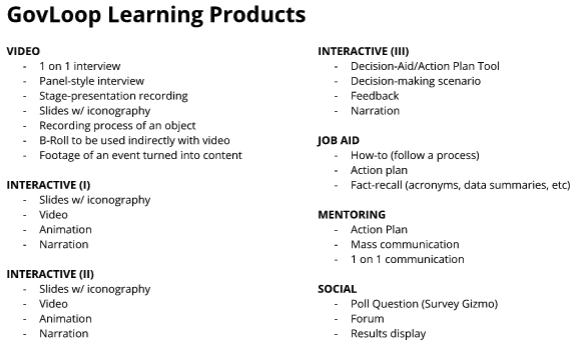 GovLoop Learning Products
VIDEO
- 1 on 1 interview
- Panel-style interview
- Stage-presentation recording
- Slides w/ iconography
- Recording process of an object
- B-Roll to be used indirectly with video
- Footage of an event turned into content
INTERACTIVE (I)
- Slides w/ iconography
- Video
- Animation
- Narration
INTERACTIVE (II)
- Slides w/ iconography
- Video
- Animation
- Narration
INTERACTIVE (III)
- Decision-Aid/Action Plan Tool
- Decision-making scenario
- Feedback
- Narration
JOB AID
- How-to (follow a process)
- Action plan
- Fact-recall (acronyms, data summaries, etc)
MENTORING
- Action Plan
- Mass communication
- 1 on 1 communication
SOCIAL
- Poll Question (Survey Gizmo)
- Forum
- Results display